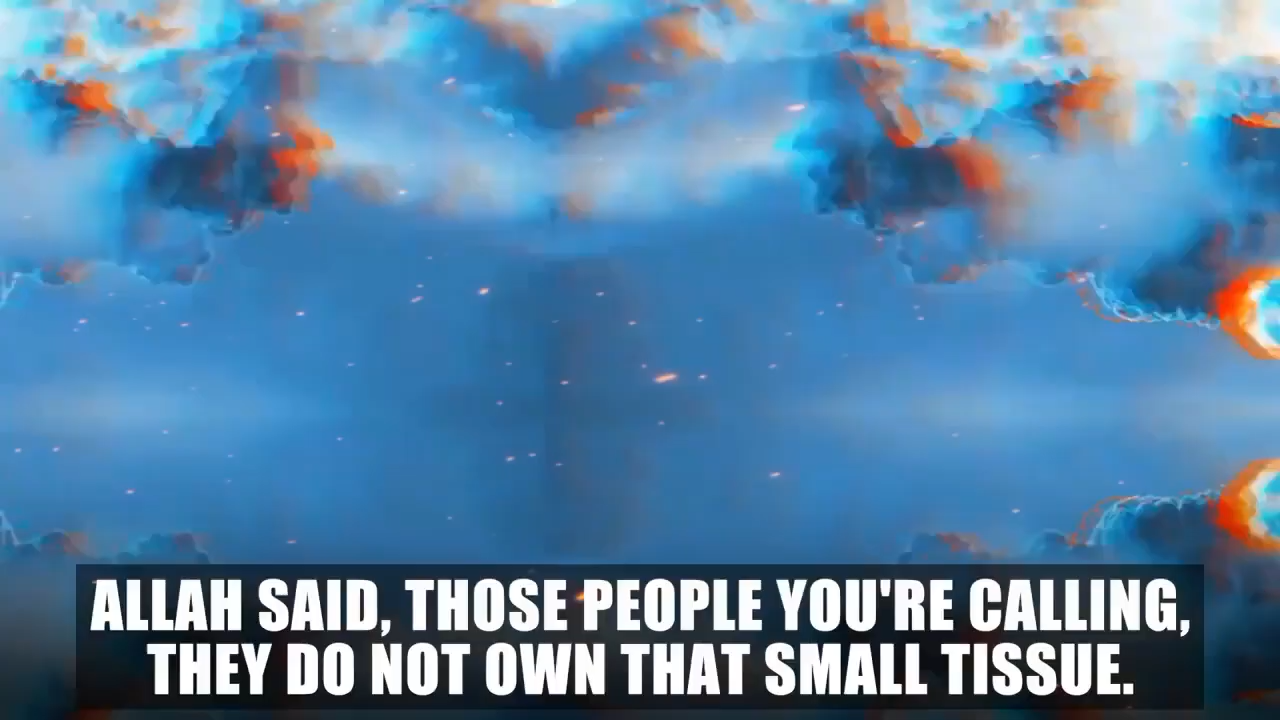 ALLAH SAID, THOSE PEOPLE YOU'RE CALLING,
THEY DO NOT OWN THAT SMALL TISSUE.